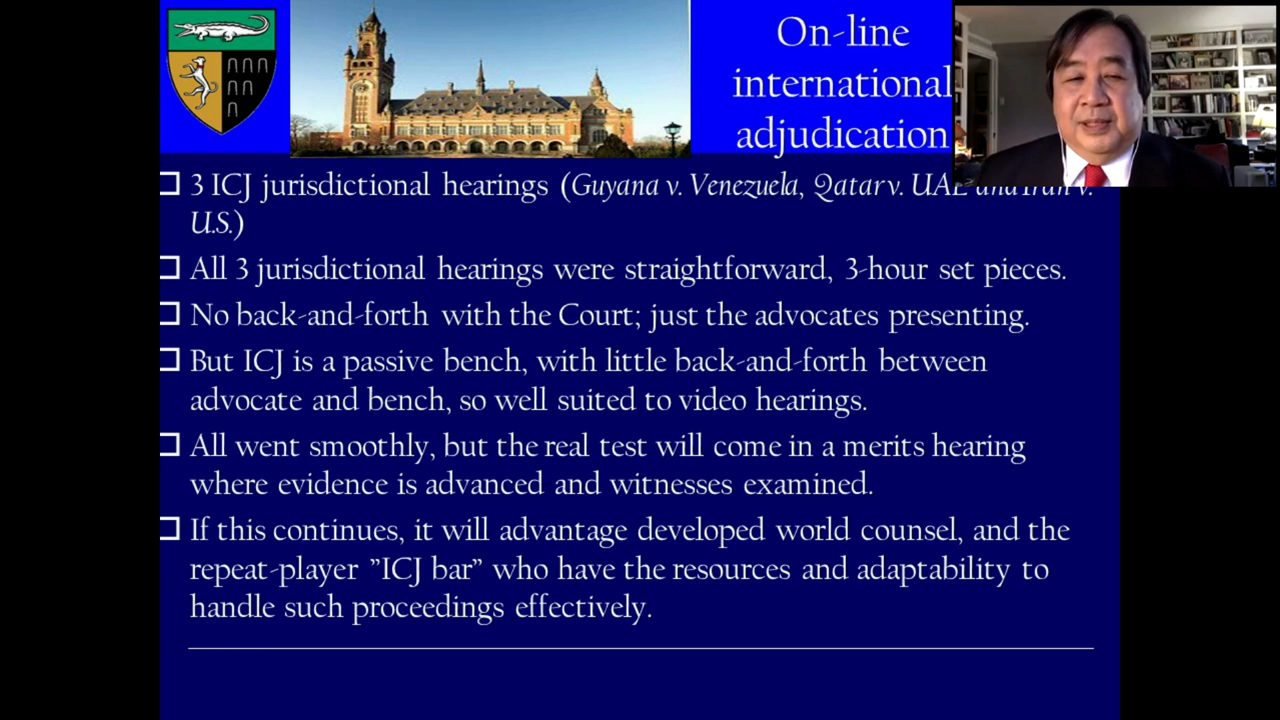 On-line
international
adjudication
3 ICJ jurisdictional hearings (Guyana v. Venezuela, Qatar v. UAE and Iran v.
U.S.)
All 3 jurisdictional hearings were straightforward, 3-hour set pieces.
No back-and-forth with the Court; just the advocates presenting.
But ICJ is a passive bench, with little back-and-forth between
advocate and bench, so well suited to video hearings.
All went smoothly, but the real test will come in a merits hearing
where evidence is advanced and witnesses examined.
If this continues, it will advantage developed world counsel, and the
repeat-player ”ICJ bar” who have the resources and adaptability to
handle such proceedings effectively.